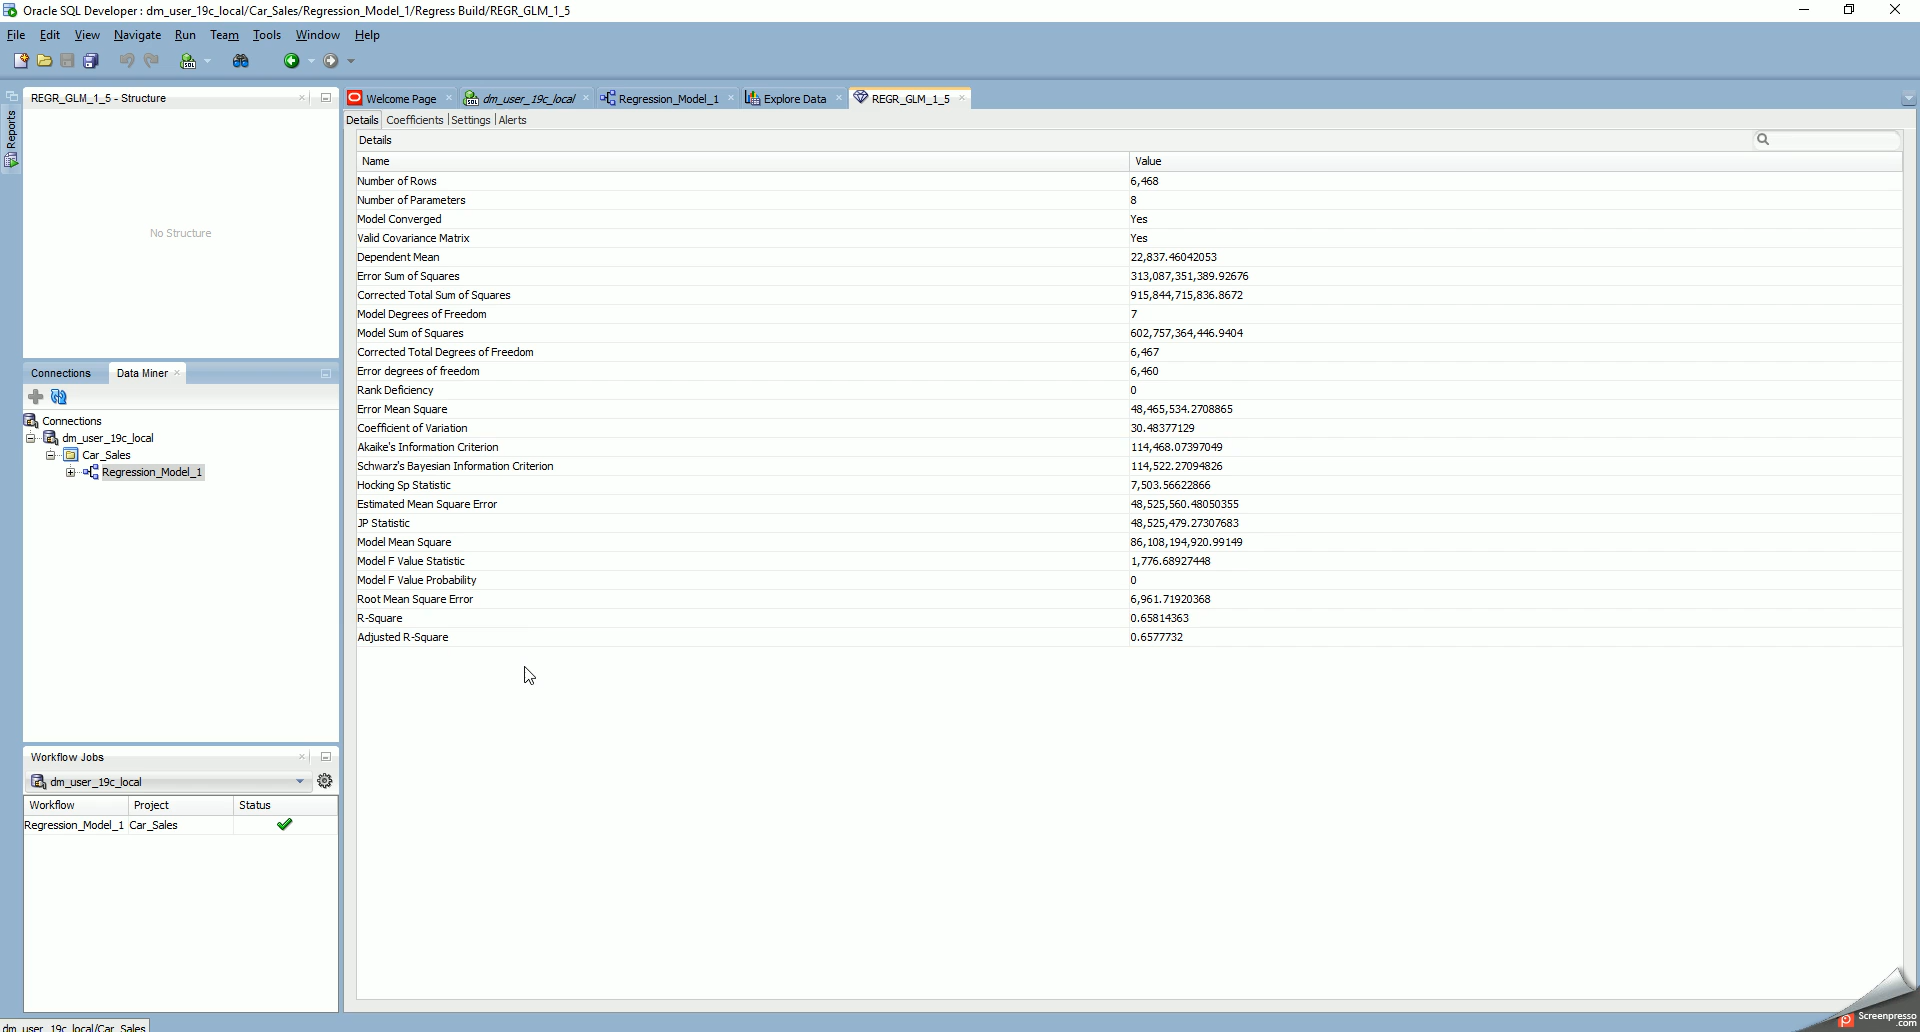 Oracle SQL Developer : dm_user_19c_local/Car_Sales/Regression_Model_1/Regress Build/REGR_GLM_1_5
File Edit View Navigate Run Team Tools Window Help
Reports
REGR_GLM_1_5 - Structure
No Structure
Connections Data Miner
Connections
dm_user_19c_local
Car_Sales
Regression_Model_1
Workflow Jobs
dm_user_19c_local
Workflow Project Status
Regression_Model_1 Car_Sales
Welcome Page dm_user_19c_local Regression_Model_1 Explore Data REGR_GLM_1_5
Details Coefficients Settings Alerts
Details
Name Value
Number of Rows 6,468
Number of Parameters 8
Model Converged Yes
Valid Covariance Matrix Yes
Dependent Mean 22,837.46042053
Error Sum of Squares 313,087,351,389.92676
Corrected Total Sum of Squares 915,844,715,836.8672
Model Degrees of Freedom 7
Model Sum of Squares 602,757,364,446.9404
Corrected Total Degrees of Freedom 6,467
Error degrees of freedom 6,460
Rank Deficiency 0
Error Mean Square 48,465,534.2708865
Coefficient of Variation 30.48377129
Akaike's Information Criterion 114,468.07397049
Schwarz's Bayesian Information Criterion 114,522.27094826
Hocking Sp Statistic 7,503.56622866
Estimated Mean Square Error 48,525,560.48050355
JP Statistic 48,525,479.27307683
Model Mean Square 86,108,194,920.99149
Model F Value Statistic 1,776.68927448
Model F Value Probability 0
Root Mean Square Error 6,961.71920368
R-Square 0.65814363
Adjusted R-Square 0.6577732
dm_user_19c_local/Car_Sales
Screenpresso
.com